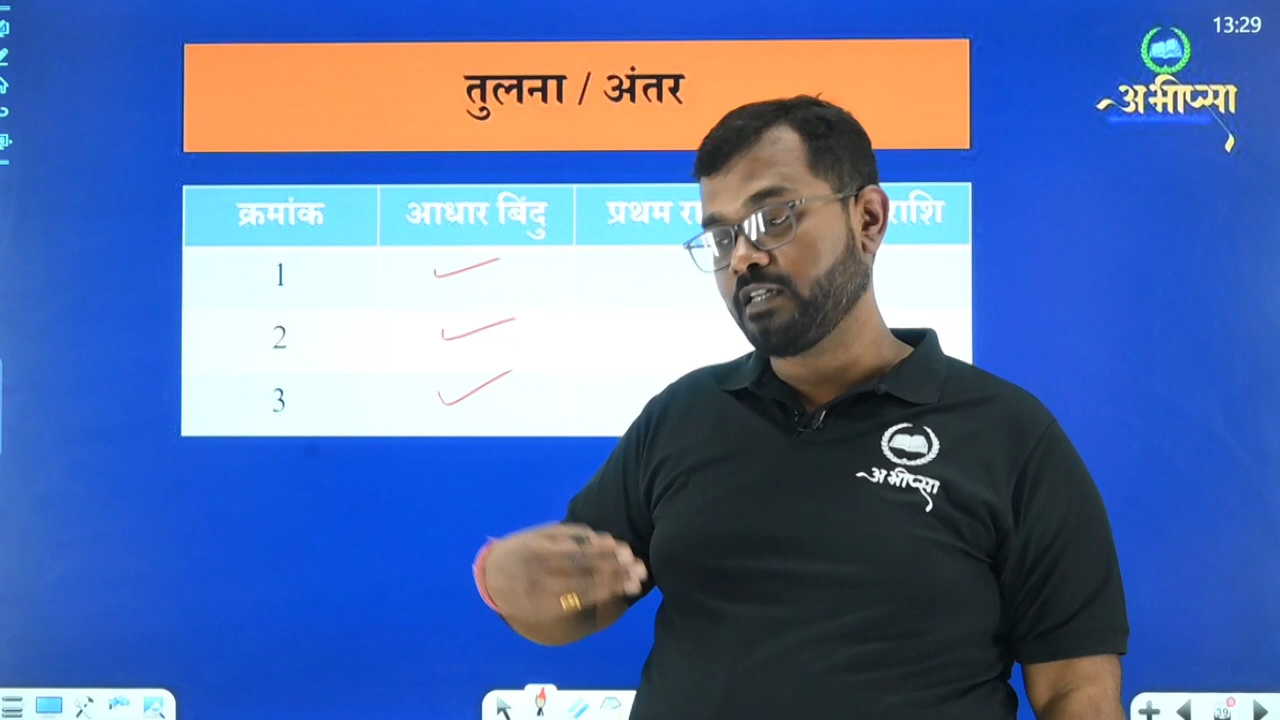 13:29
अभीप्सा
तुलना / अंतर
क्रमांक आधार बिंदु प्रथम राशि
1
2
3
अभीप्सा